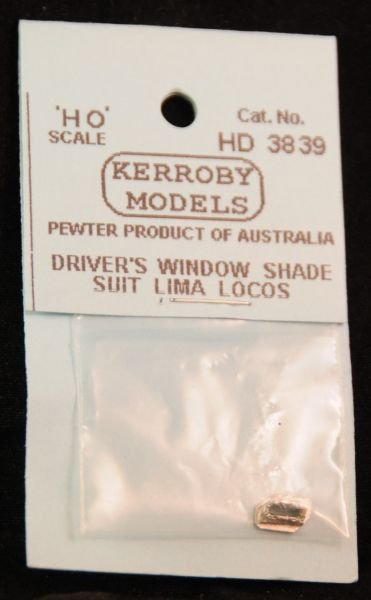 'HO'
SCALE
Cat. No.
HD 3839
KERROBY
MODELS
PEWTER PRODUCT OF AUSTRALIA
DRIVER'S WINDOW SHADE
SUIT LIMA LOCOS